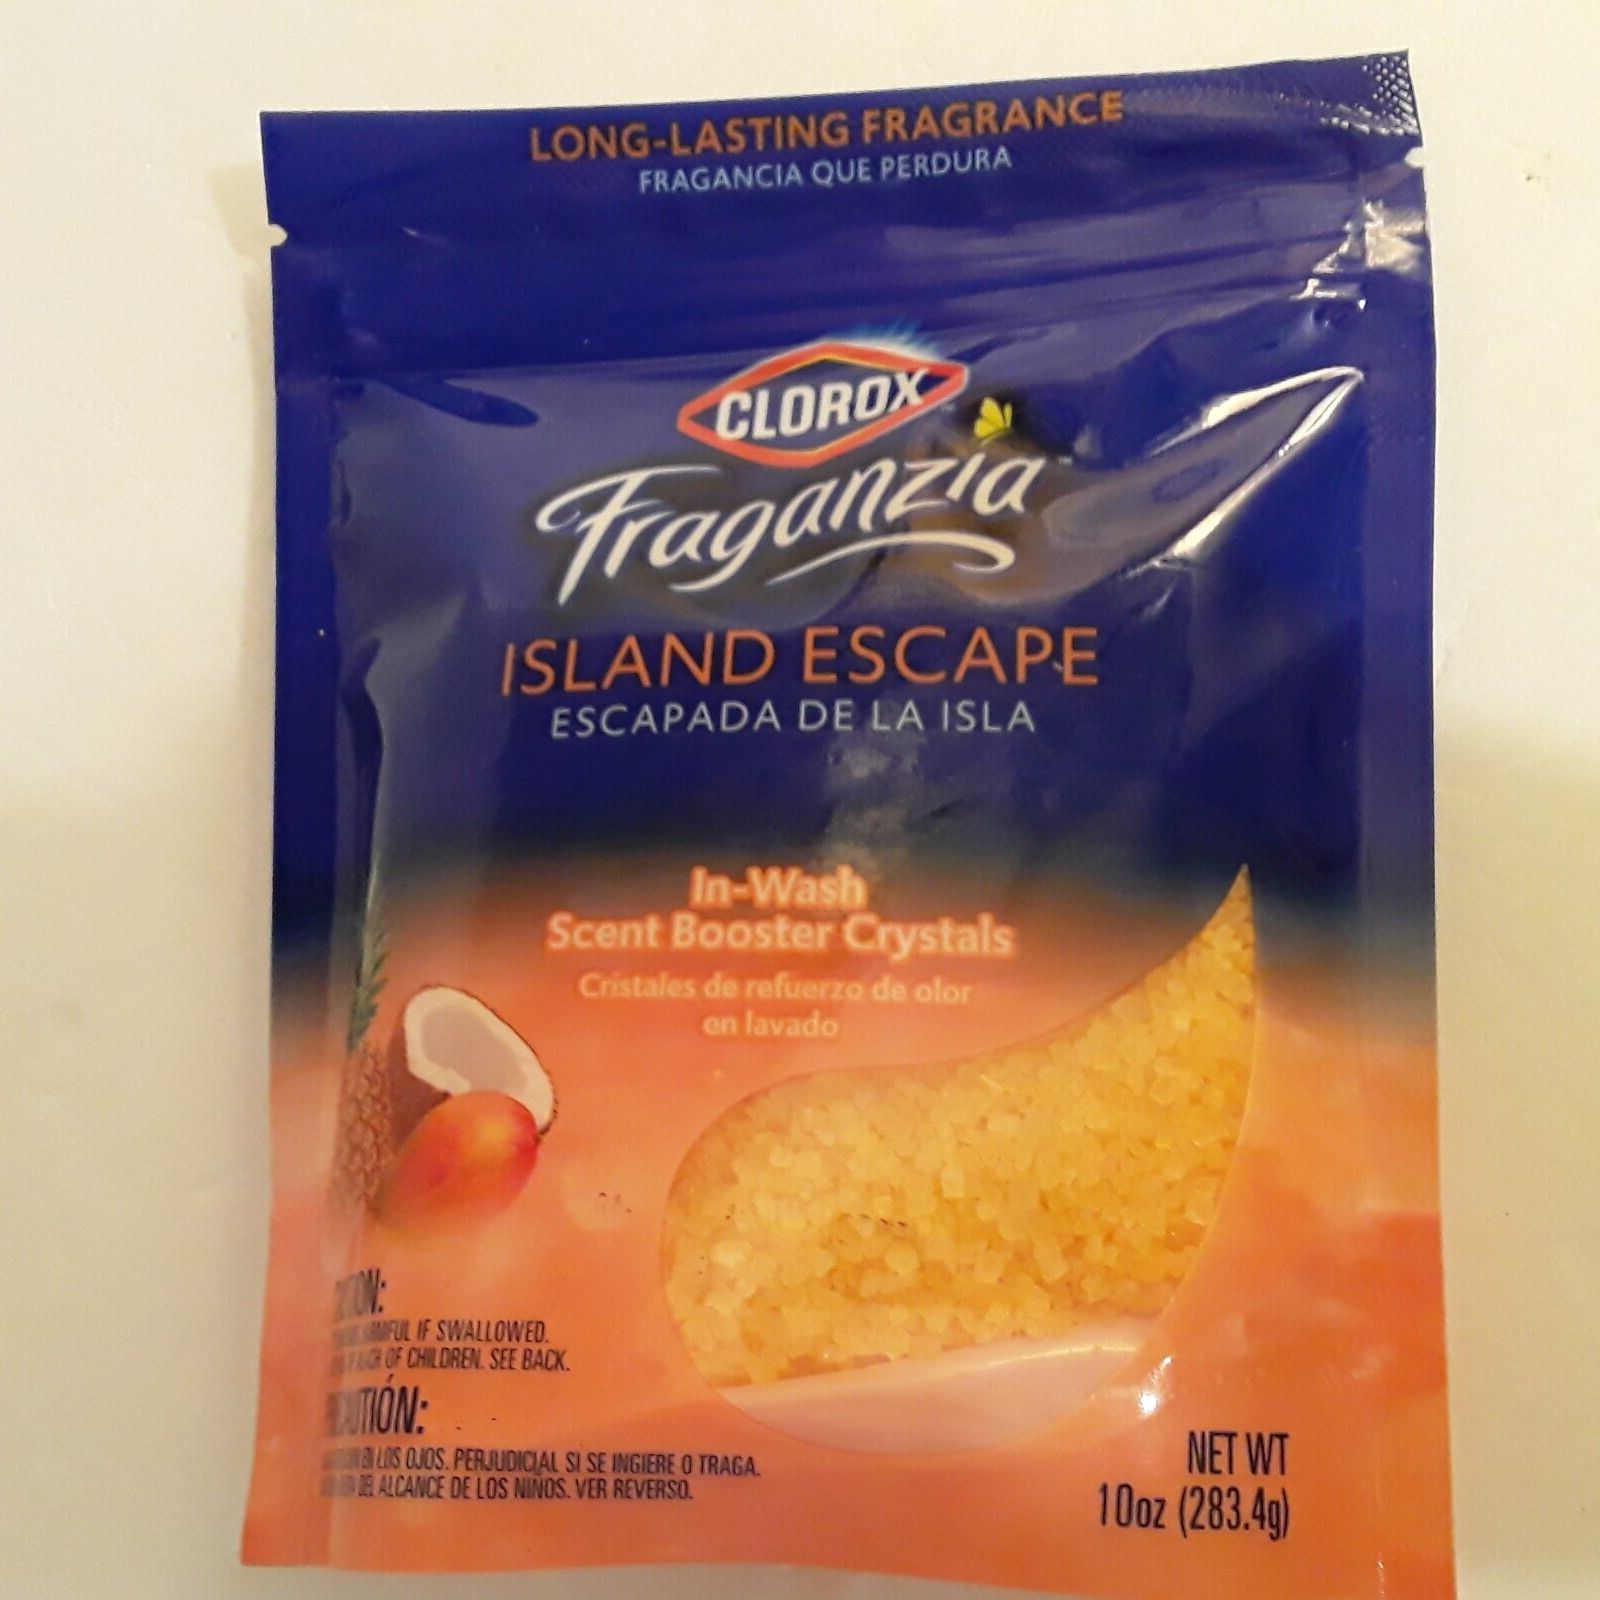 LONG-LASTING FRAGRANCE
FRAGANCIA QUE PERDURA
CLOROX
Fraganzia™
ISLAND ESCAPE
ESCAPADA DE LA ISLA
In-Wash
Scent Booster Crystals
Cristales de refuerzo de olor
en lavado
IF SWALLOWED.
OF CHILDREN. SEE BACK.
LOS OJOS. PERJUDICIAL SI SE INGIERE O TRAGA.
DEL ALCANCE DE LOS NIÑOS. VER REVERSO.
NET WT
10oz (283.4g)